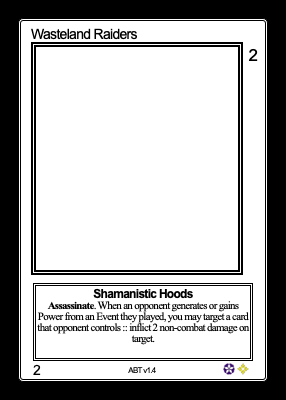 Wasteland Raiders
2
Shamanistic Hoods
Assassinate. When an opponent generates or gains
Power from an Event they played, you may target a card
that opponent controls :: inflict 2 non-combat damage on
target.
2
ABT v1.4